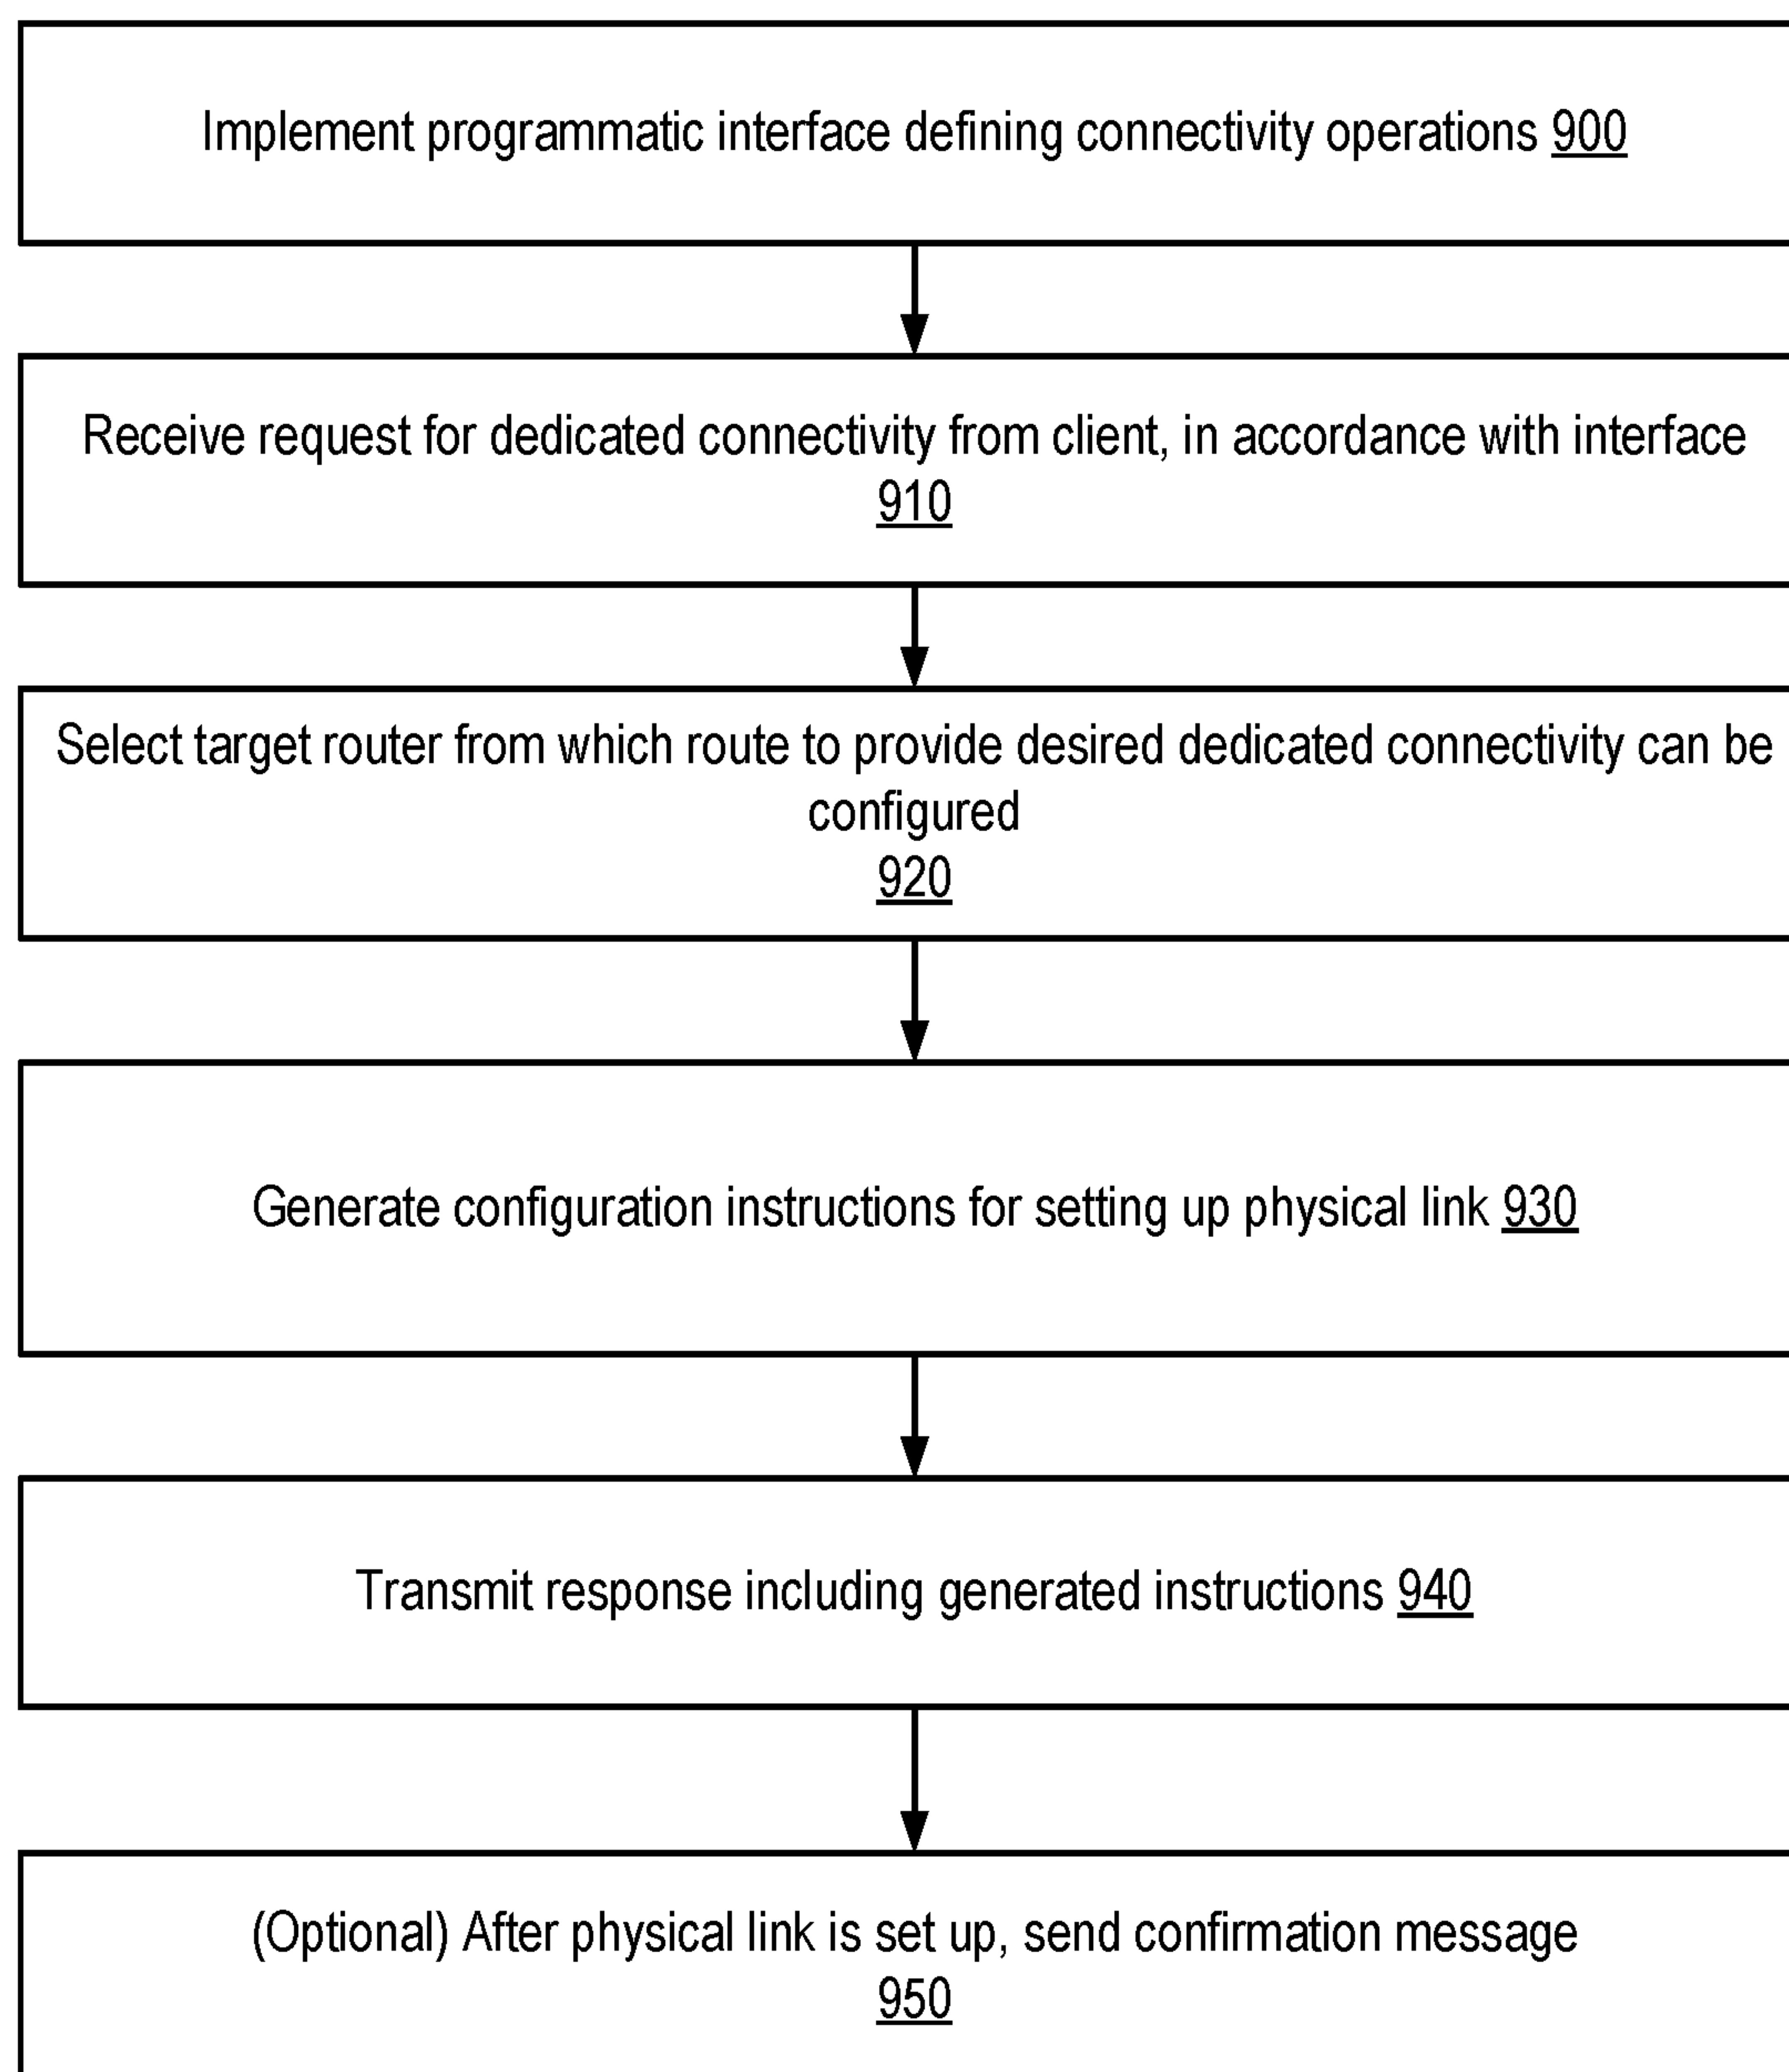 Implement programmatic interface defining connectivity operations 900
Receive request for dedicated connectivity from client, in accordance with interface
910
Select target router from which route to provide desired dedicated connectivity can be
configured
920
Generate configuration instructions for setting up physical link 930
Transmit response including generated instructions 940
(Optional) After physical link is set up, send confirmation message
950